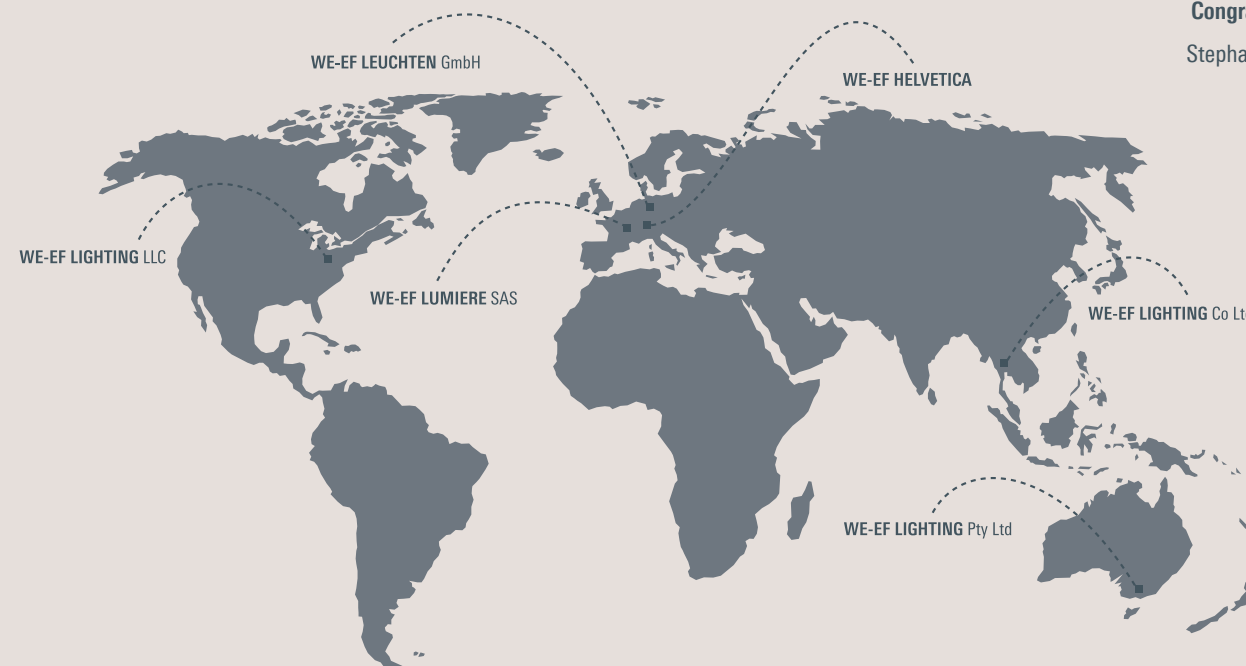 Congra
WE-EF LEUCHTEN GmbH
Stepha
WE-EF HELVETICA
WE-EF LIGHTING LLC
WE-EF LUMIERE SAS
WE-EF LIGHTING Co Lt
WE-EF LIGHTING Pty Ltd